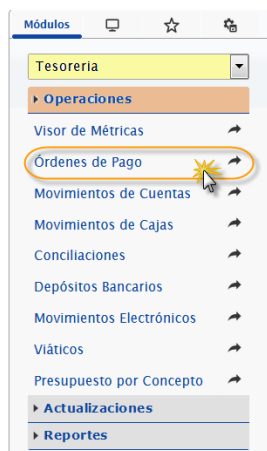 Módulos
Tesoreria
Operaciones
Visor de Métricas
Órdenes de Pago
Movimientos de Cuentas
Movimientos de Cajas
Conciliaciones
Depósitos Bancarios
Movimientos Electrónicos
Viáticos
Presupuesto por Concepto
Actualizaciones
Reportes